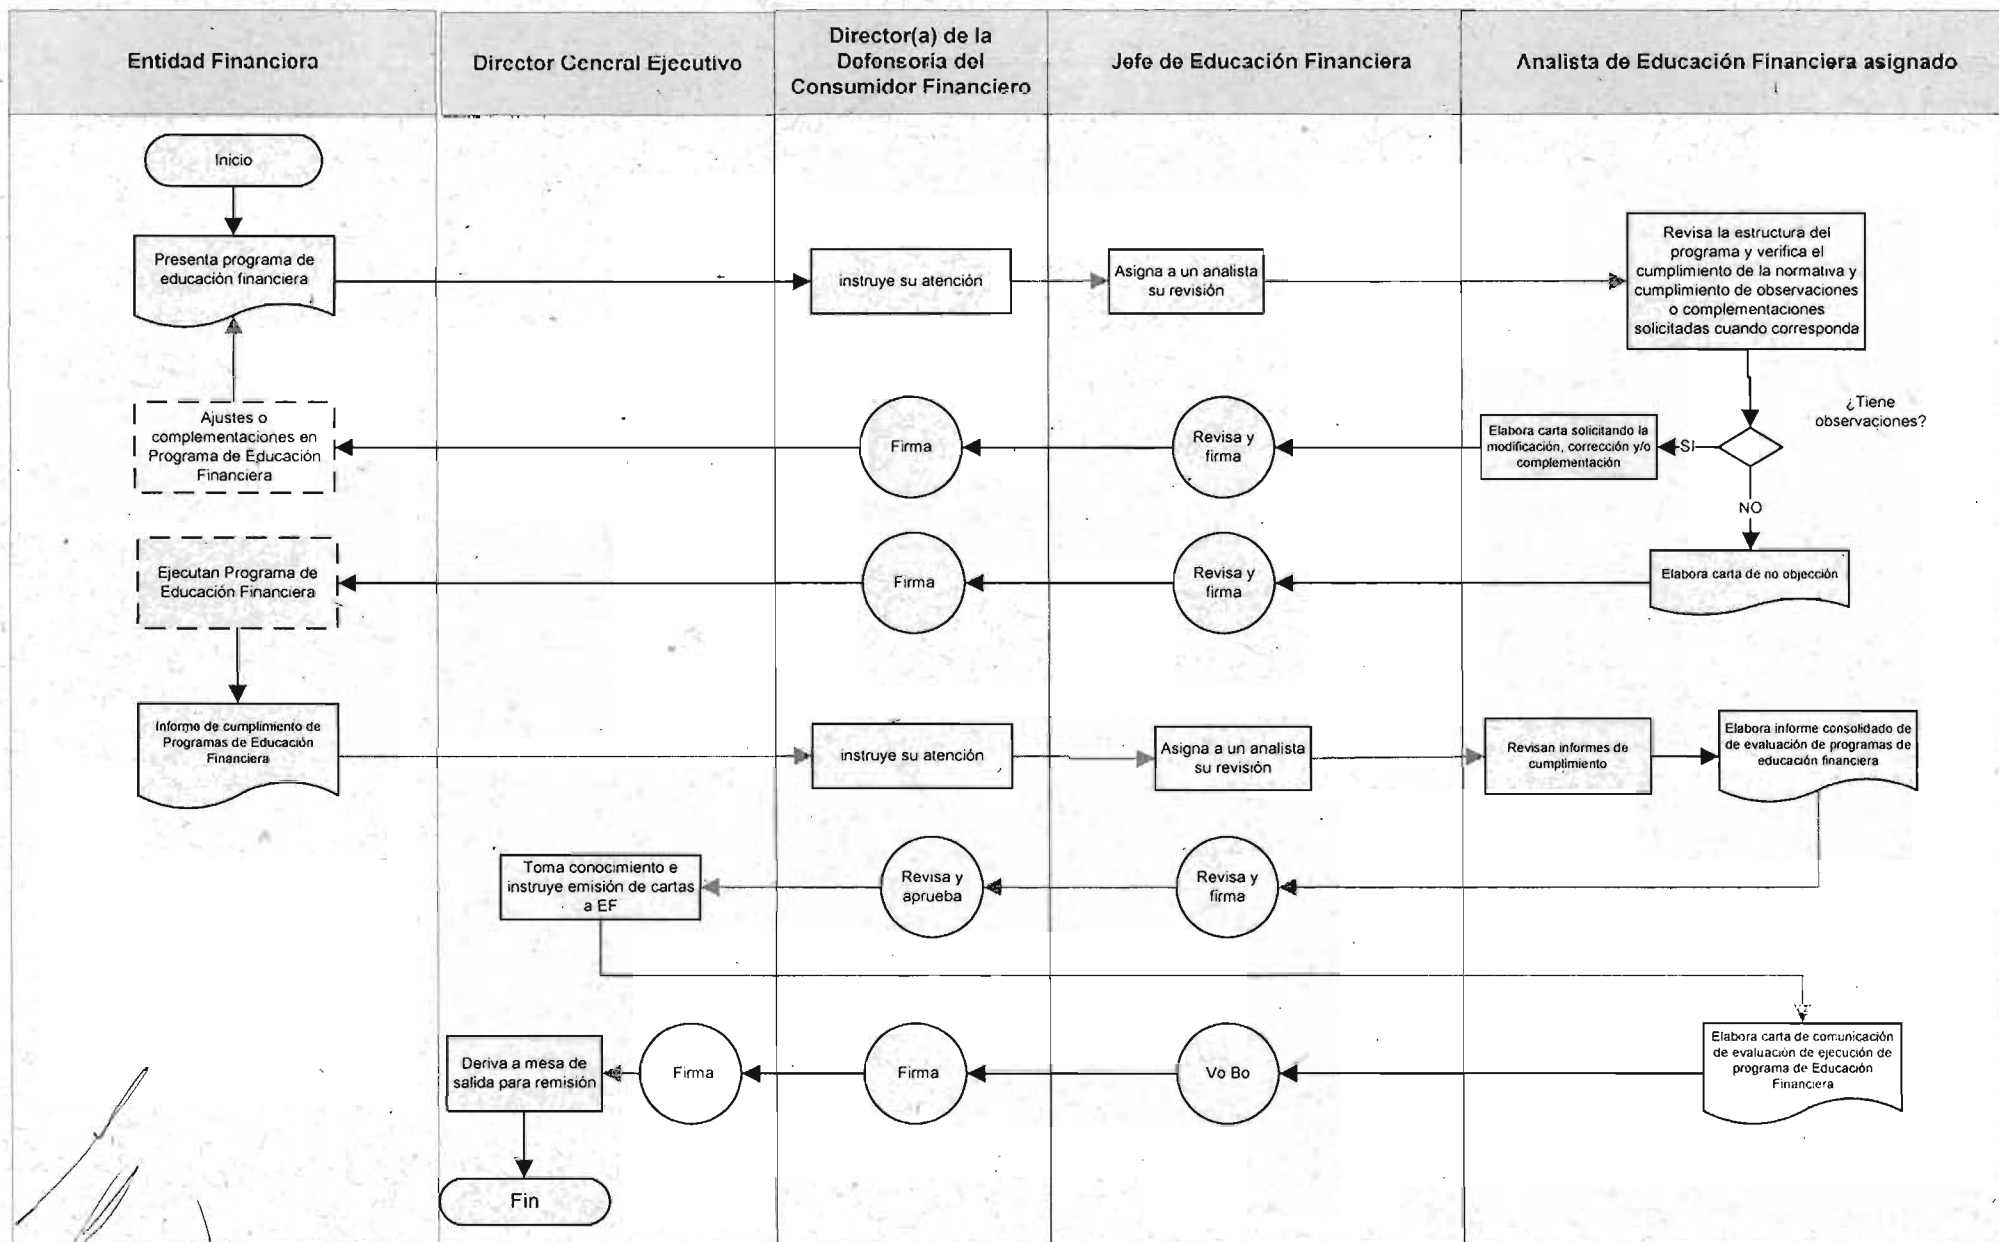 Entidad Financiora
Director General Ejecutivo
Director(a) de la
Dofensoría del
Consumidor Financiero
Jefe de Educación Financiera
Analista de Educación Financiera asignado
Inicio
Presenta programa de
educación financiera
instruye su atención
Asigna a un analista
su revisión
Revisa la estructura del
programa y verifica el
cumplimiento de la normativa y
cumplimiento de observaciones
o complementaciones
solicitadas cuando corresponda
Ajustes o
complementaciones en
Programa de Educación
Financiera
Firma
Revisa y
firma
Elabora carta solicitando la
modificación, corrección y/o
complementación
SI
¿Tiene
observaciones?
NO
Ejecutan Programa de
Educación Financiera
Firma
Revisa y
firma
Elabora carta de no objección
Informo de cumplimiento de
Programas de Educación
Financiera
instruye su atención
Asigna a un analista
su revisión
Revisan informes de
cumplimiento
Elabora informe consolidado de
de evaluación de programas de
educación financiera
Toma conocimiento e
instruye emisión de cartas
a EF
Revisa y
aprueba
Revisa y
firma
Deriva a mesa de
salida para remisión
Firma
Firma
Vo Bo
Elabora carta de comunicación
de evaluación de ejecución de
programa de Educación
Financiera
Fin